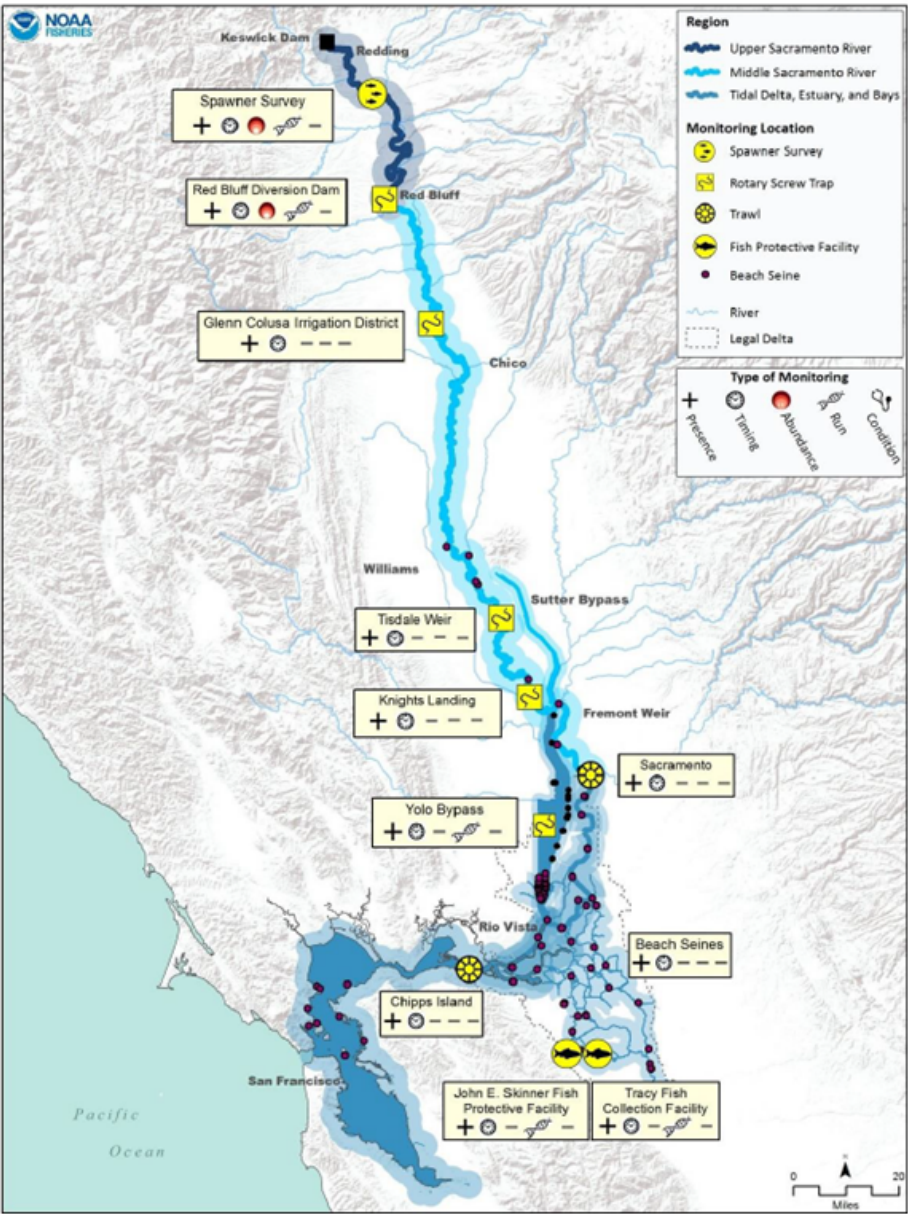 NOAA
FISHERIES
Keswick Dam
Redding
Spawner Survey
Red Bluff Diversion Dam
Red Bluff
Glenn Colusa Irrigation District
Chico
Williams
Sutter Bypass
Tisdale Weir
Knights Landing
Fremont Weir
Sacramento
Yolo Bypass
Rio Vista
Beach Seines
Chipps Island
San Francisco
John E. Skinner Fish
Protective Facility
Tracy Fish
Collection Facility
Pacific
Ocean
Region
Upper Sacramento River
Middle Sacramento River
Tidal Delta, Estuary, and Bays
Monitoring Location
Spawner Survey
Rotary Screw Trap
Trawl
Fish Protective Facility
Beach Seine
River
Legal Delta
Type of Monitoring
Presence
Timing
Abundance
Run
Condition
N
0 20
Miles